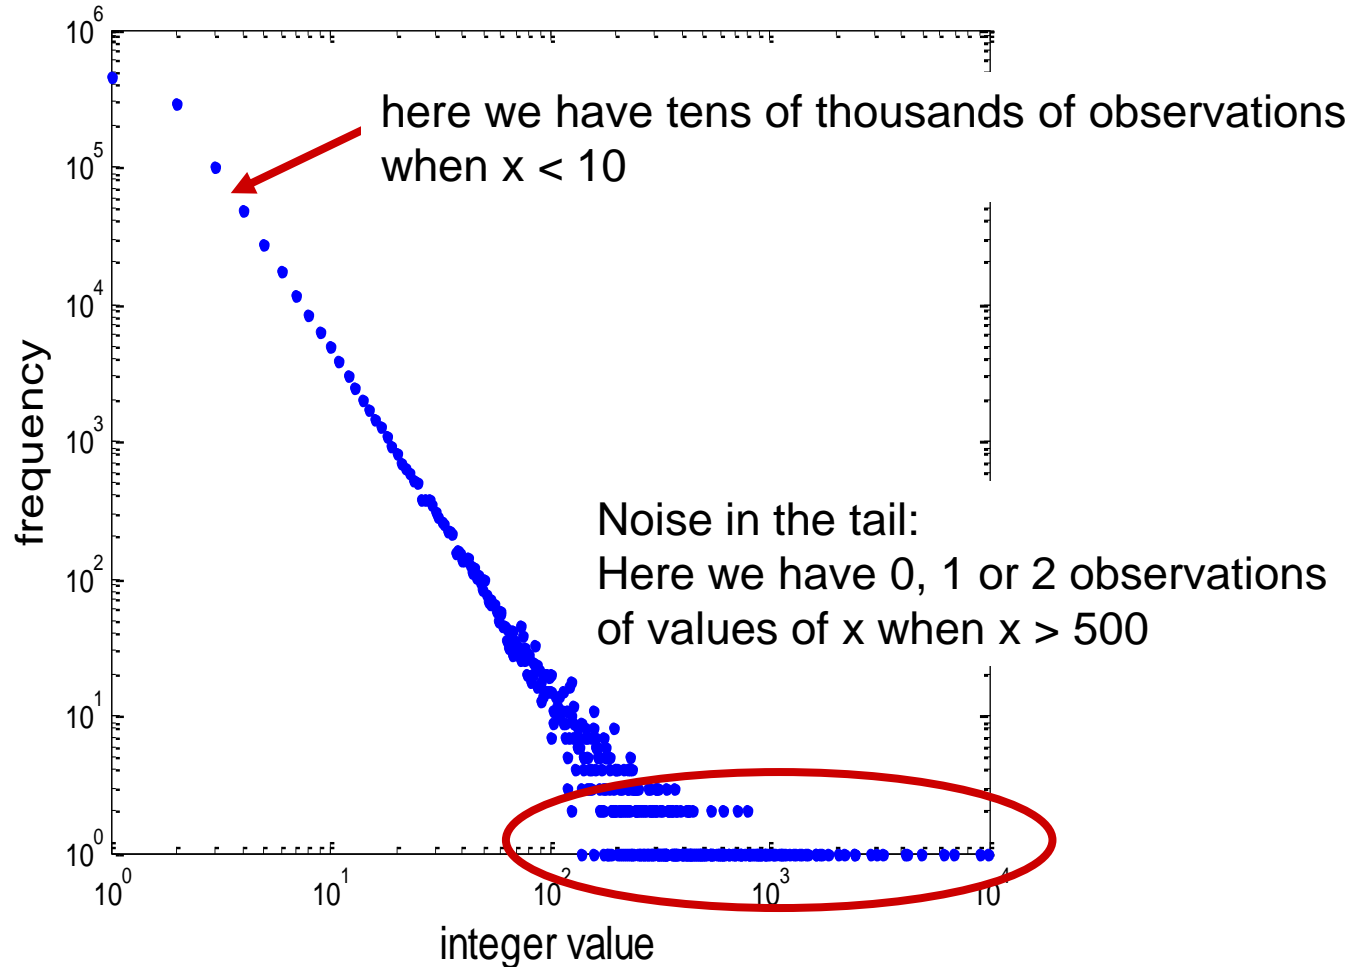 10^6
here we have tens of thousands of observations
when x < 10
10^5
10^4
frequency
10^3
Noise in the tail:
Here we have 0, 1 or 2 observations
of values of x when x > 500
10^2
10^1
10^0
10^0 10^1 10^2 10^3 10^4
integer value